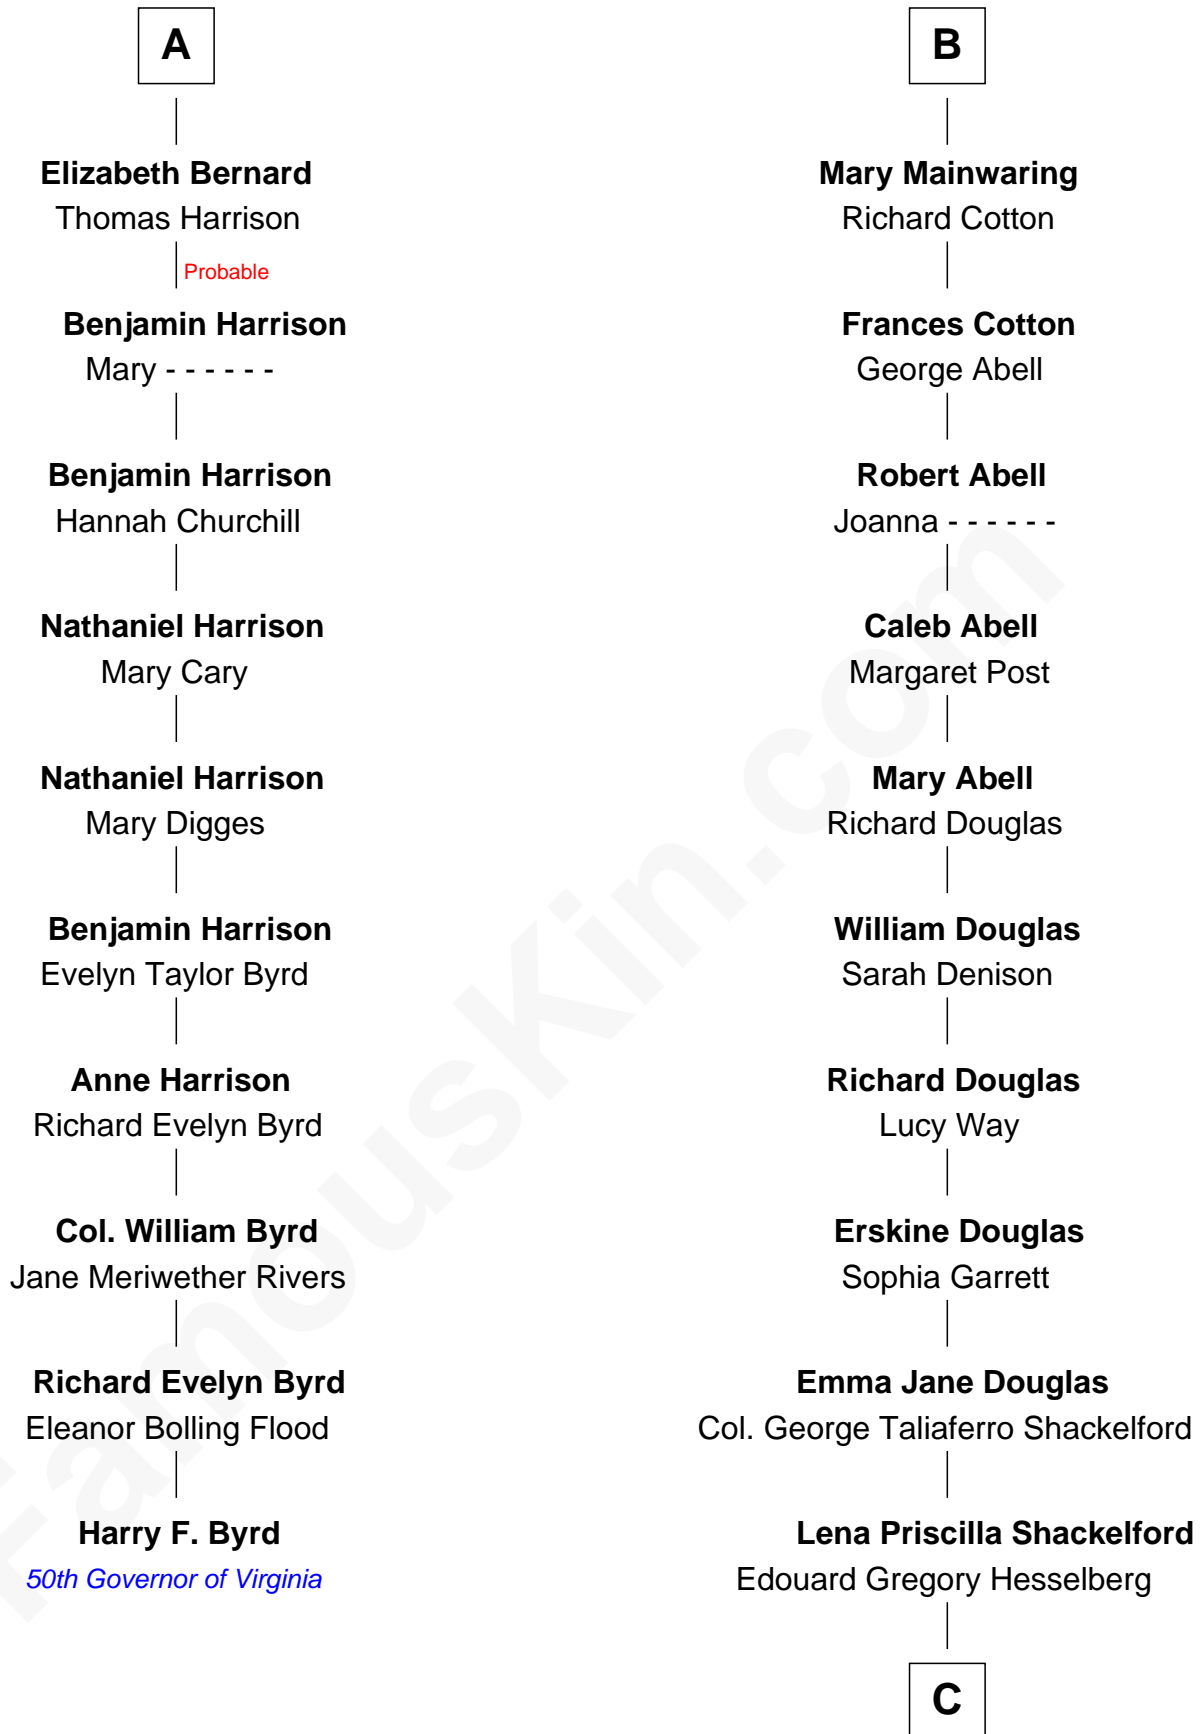 A
Elizabeth Bernard
Thomas Harrison
Probable
Benjamin Harrison
Mary - - - - - -
Benjamin Harrison
Hannah Churchill
Nathaniel Harrison
Mary Cary
Nathaniel Harrison
Mary Digges
Benjamin Harrison
Evelyn Taylor Byrd
Anne Harrison
Richard Evelyn Byrd
Col. William Byrd
Jane Meriwether Rivers
Richard Evelyn Byrd
Eleanor Bolling Flood
Harry F. Byrd
50th Governor of Virginia
B
Mary Mainwaring
Richard Cotton
Frances Cotton
George Abell
Robert Abell
Joanna - - - - - -
Caleb Abell
Margaret Post
Mary Abell
Richard Douglas
William Douglas
Sarah Denison
Richard Douglas
Lucy Way
Erskine Douglas
Sophia Garrett
Emma Jane Douglas
Col. George Taliaferro Shackelford
Lena Priscilla Shackelford
Edouard Gregory Hesselberg
C
FamousKin.com